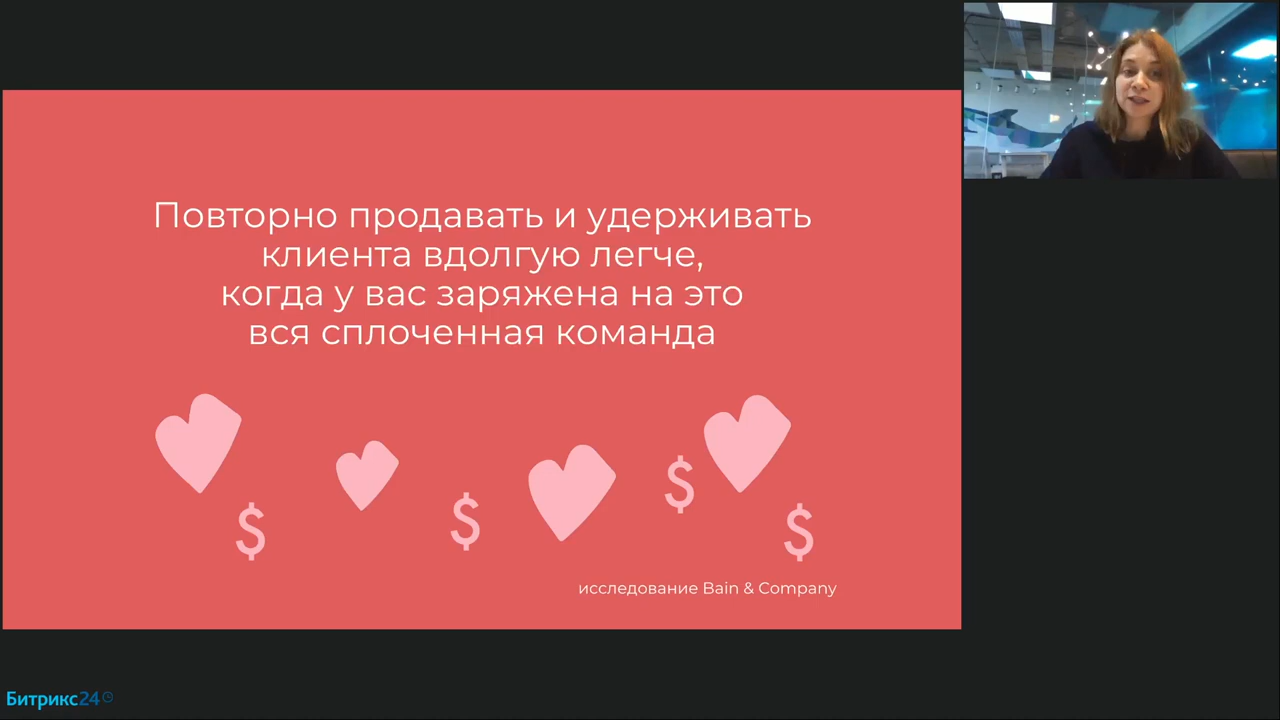 Повторно продавать и удерживать
клиента вдолгую легче,
когда у вас заряжена на это
вся сплоченная команда
$
$
$
$
исследование Bain & Company
Битрикс24